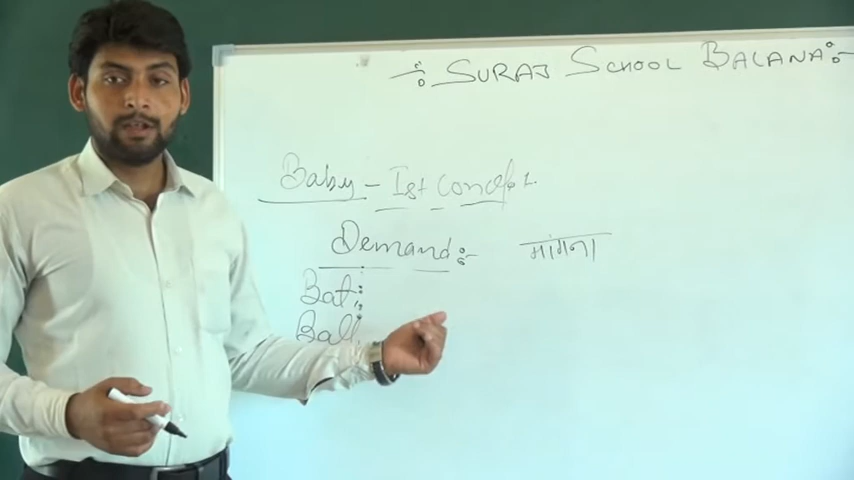 -: SURAJ SCHOOL BALANA :-
Baby - Ist Concept
Demand :- मांगना
Bat
Ball